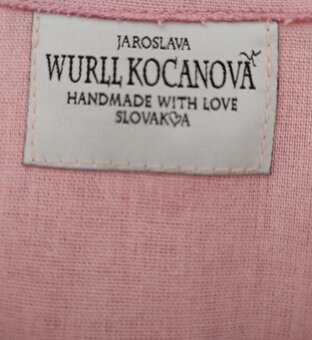 JAROSLAVA
WURLL KOCANOVÁ
HANDMADE WITH LOVE
SLOVAKIA